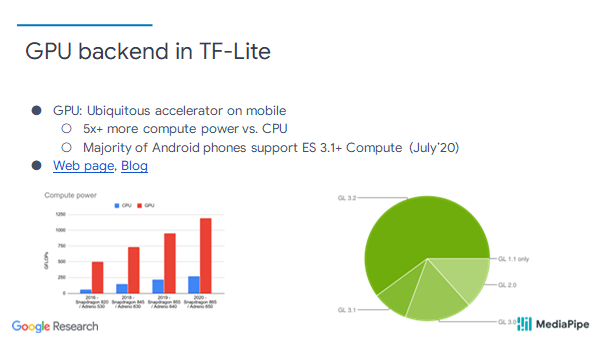 GPU backend in TF-Lite
GPU: Ubiquitous accelerator on mobile
5x+ more compute power vs. CPU
Majority of Android phones support ES 3.1+ Compute (July'20)
Web page, Blog
Compute power
CPU GPU
GFLOPs
1250
1000
750
500
250
0
2016 - Snapdragon 820 / Adreno 530
2018 - Snapdragon 845 / Adreno 630
2019 - Snapdragon 855 / Adreno 640
2020 - Snapdragon 865 / Adreno 650
GL 3.2
GL 1.1 only
GL 2.0
GL 3.0
GL 3.1
Google Research
MediaPipe